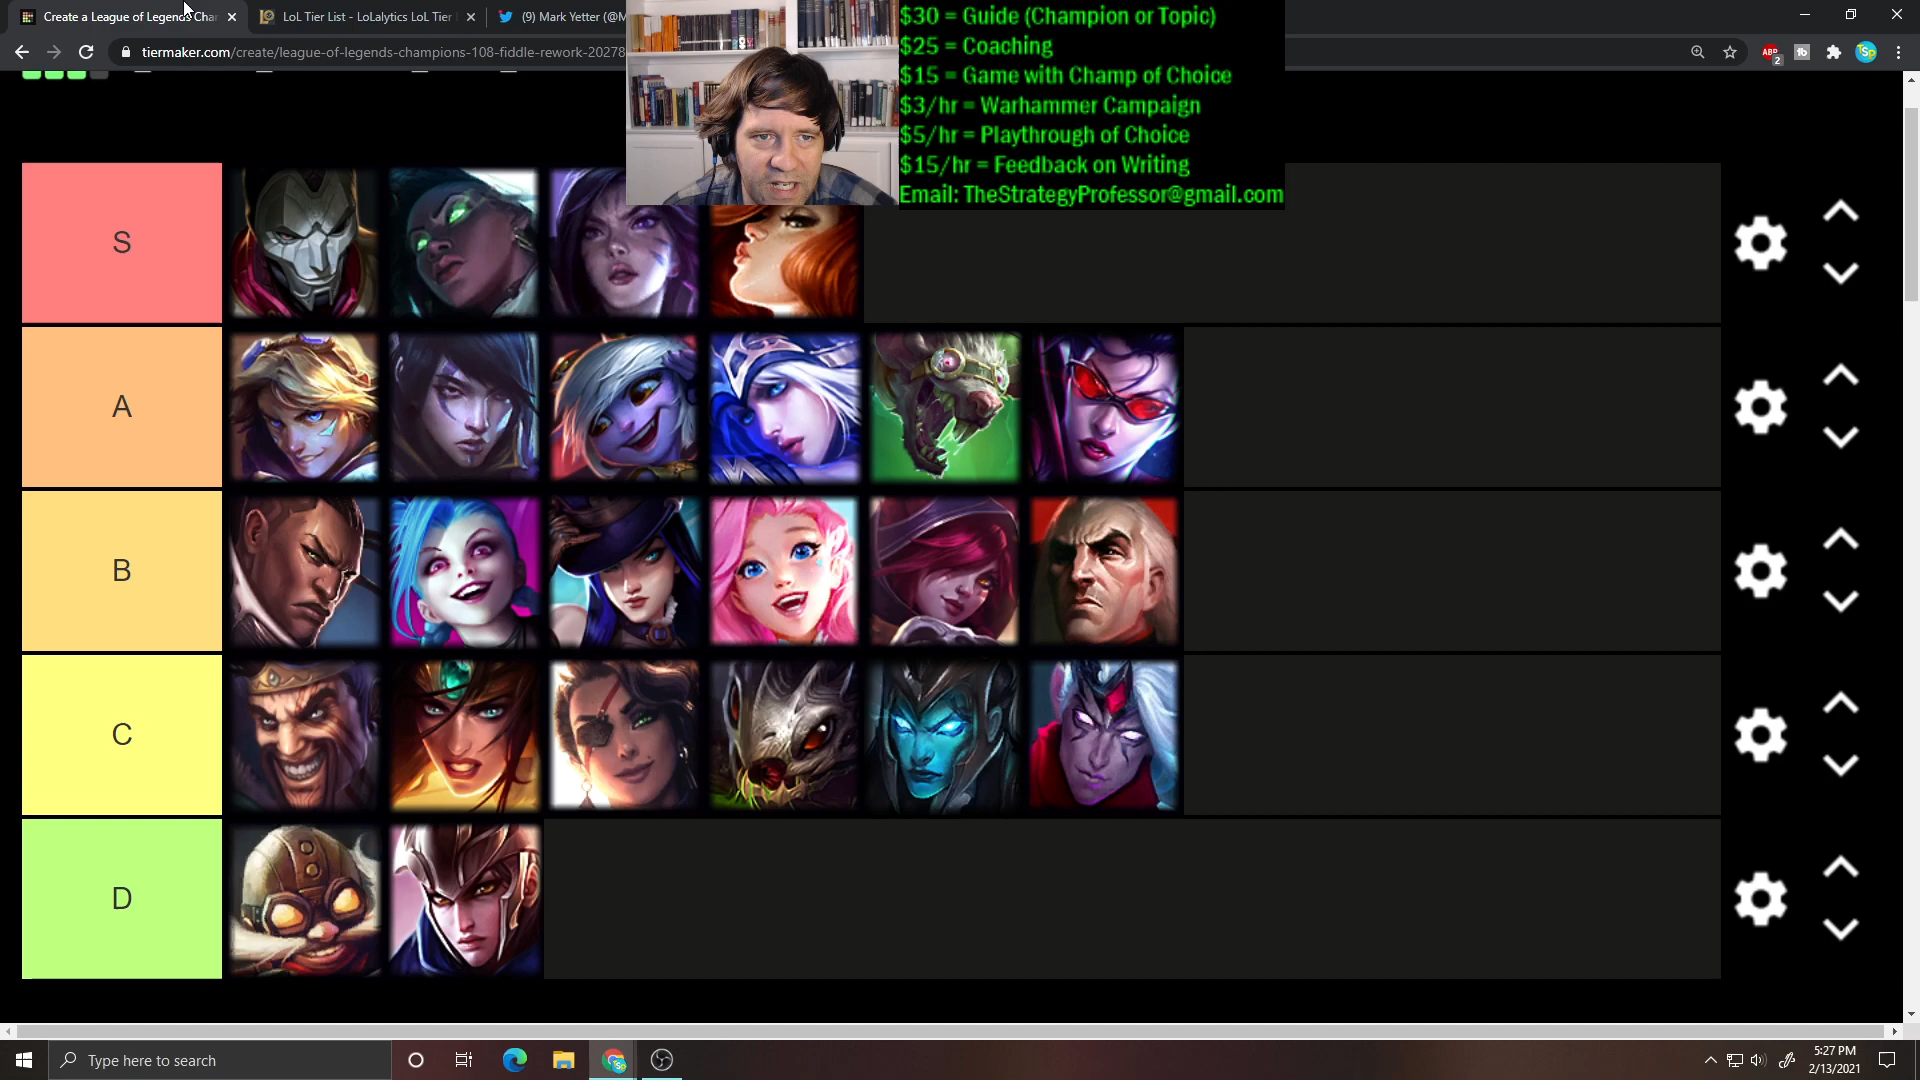 Create a League of Legends Chan
LoL Tier List - LoLalytics LoL Tier
(9) Mark Yetter (@M
tiermaker.com/create/league-of-legends-champions-108-fiddle-rework-20278
2
$30 = Guide (Champion or Topic)
$25 = Coaching
$15 = Game with Champ of Choice
$3/hr = Warhammer Campaign
$5/hr = Playthrough of Choice
$15/hr = Feedback on Writing
Email: TheStrategyProfessor@gmail.com
S
A
B
C
D
Type here to search
5:27 PM
2/13/2021